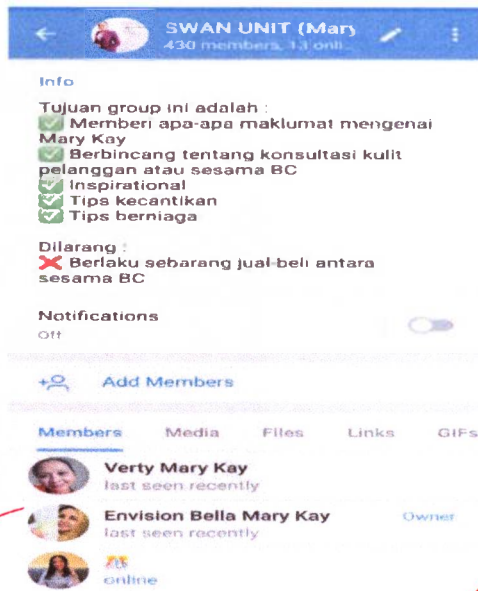 SWAN UNIT (Mary
430 members, 13 onli..
Info
Tujuan group ini adalah :
✅ Memberi apa-apa maklumat mengenai
Mary Kay
✅ Berbincang tentang konsultasi kulit
pelanggan atau sesama BC
✅ Inspirational
✅ Tips kecantikan
✅ Tips berniaga
Dilarang :
❌ Berlaku sebarang jual-beli antara
sesama BC
Notifications
Off
Add Members
Members Media Files Links GIFs
Verty Mary Kay
last seen recently
Envision Bella Mary Kay Owner
last seen recently
online